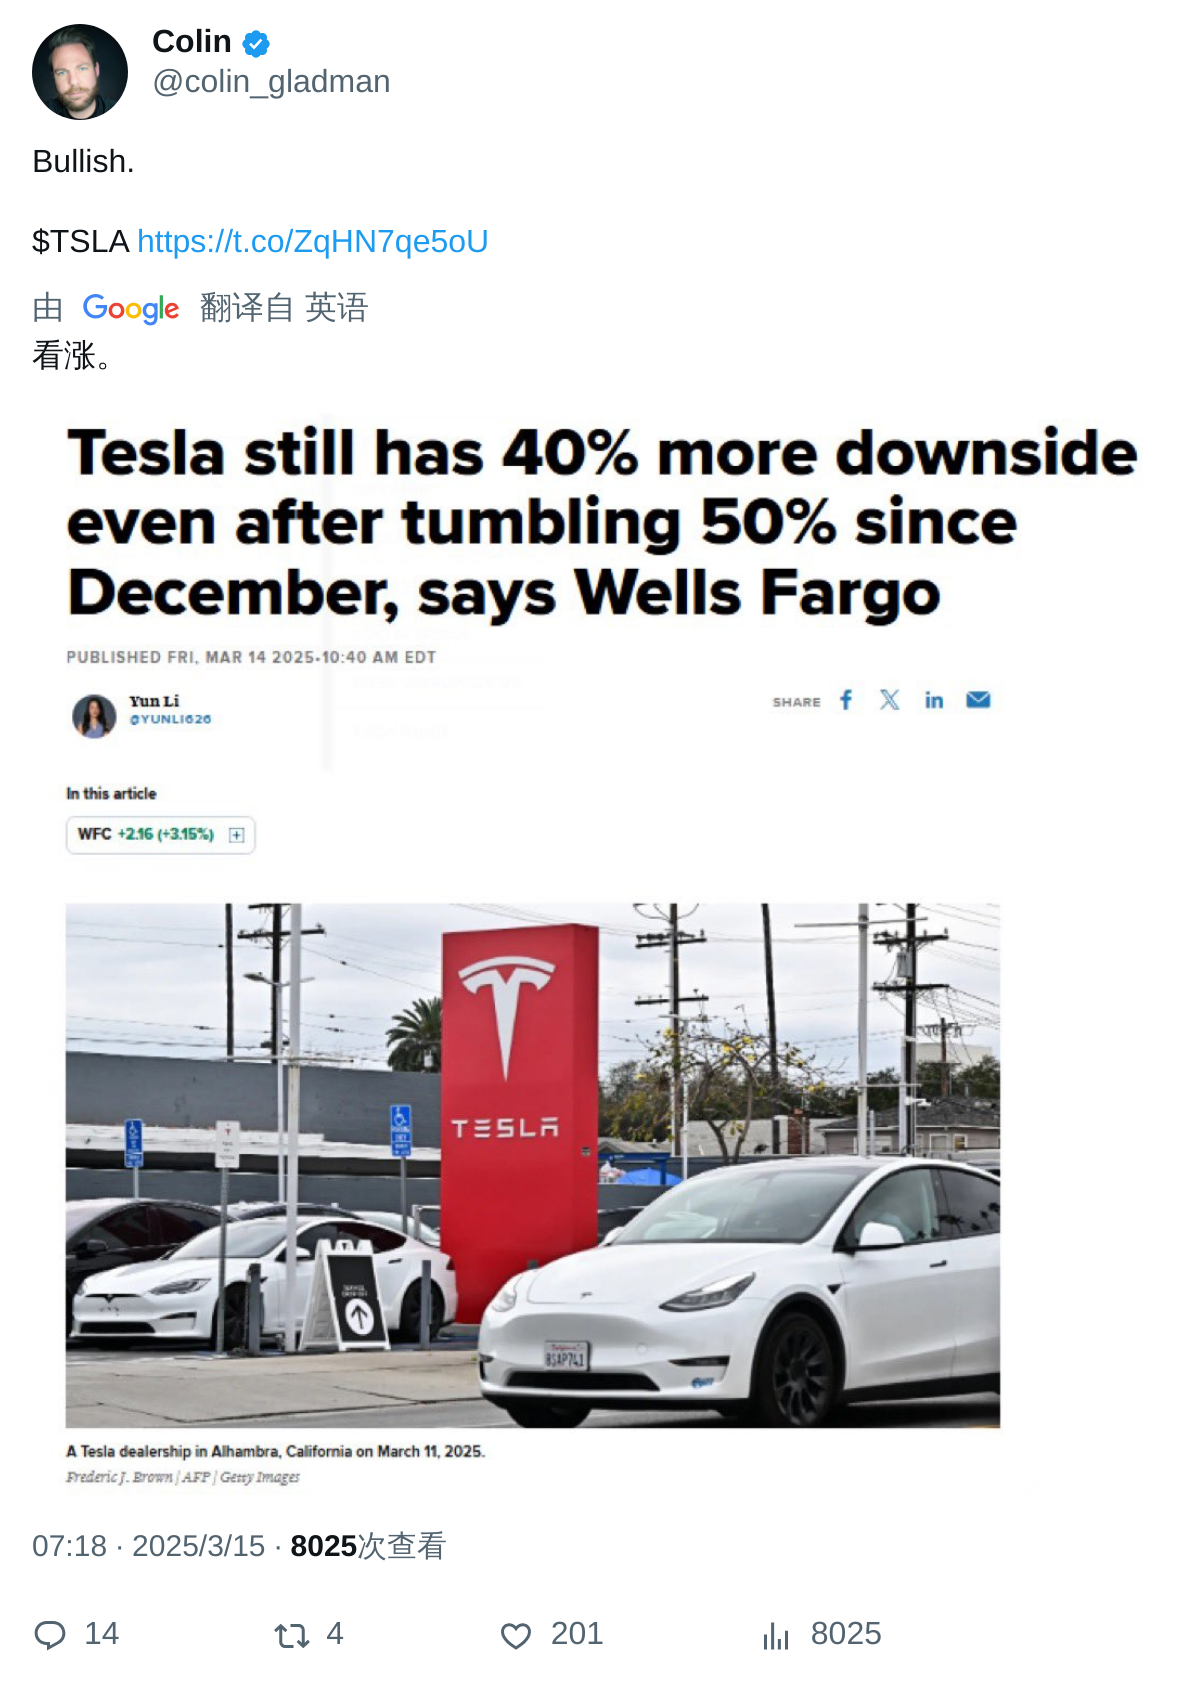 Colin
@colin_gladman
Bullish.
$TSLA https://t.co/ZqHN7qe5oU
由 Google 翻译自 英语
看涨。
Tesla still has 40% more downside
even after tumbling 50% since
December, says Wells Fargo
PUBLISHED FRI, MAR 14 2025•10:40 AM EDT
Yun Li
@YUNLI626
SHARE
In this article
WFC +2.16 (+3.15%)
TESLA
8SAP741
A Tesla dealership in Alhambra, California on March 11, 2025.
Frederic J. Brown | AFP | Getty Images
07:18 · 2025/3/15 · 8025次查看
14 4 201 8025